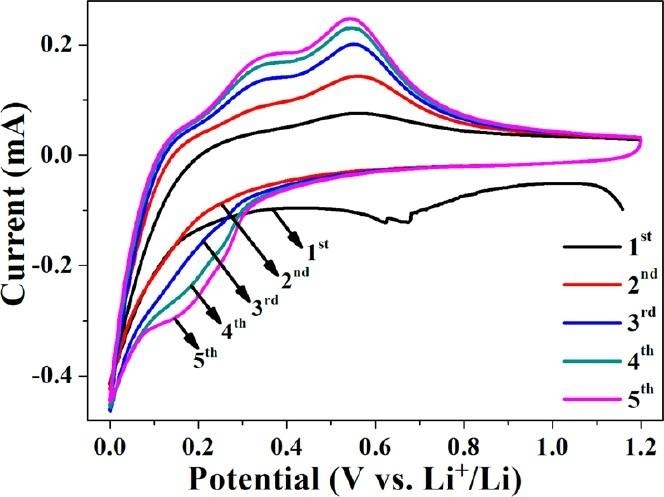 Current (mA)
0.2
0.0
-0.2
-0.4
1st
2nd
3rd
4th
5th
1st
2nd
3rd
4th
5th
0.0 0.2 0.4 0.6 0.8 1.0 1.2
Potential (V vs. Li+/Li)